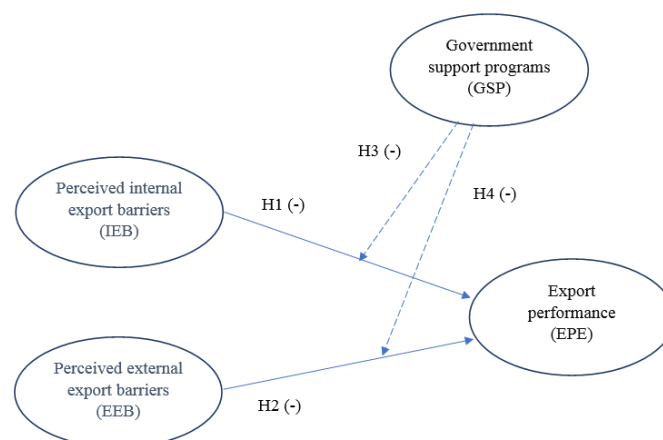 Government
support programs
(GSP)
H3 (-)
Perceived internal
export barriers
(IEB)
H1 (-)
H4 (-)
Export
performance
(EPE)
Perceived external
export barriers
(EEB)
H2 (-)